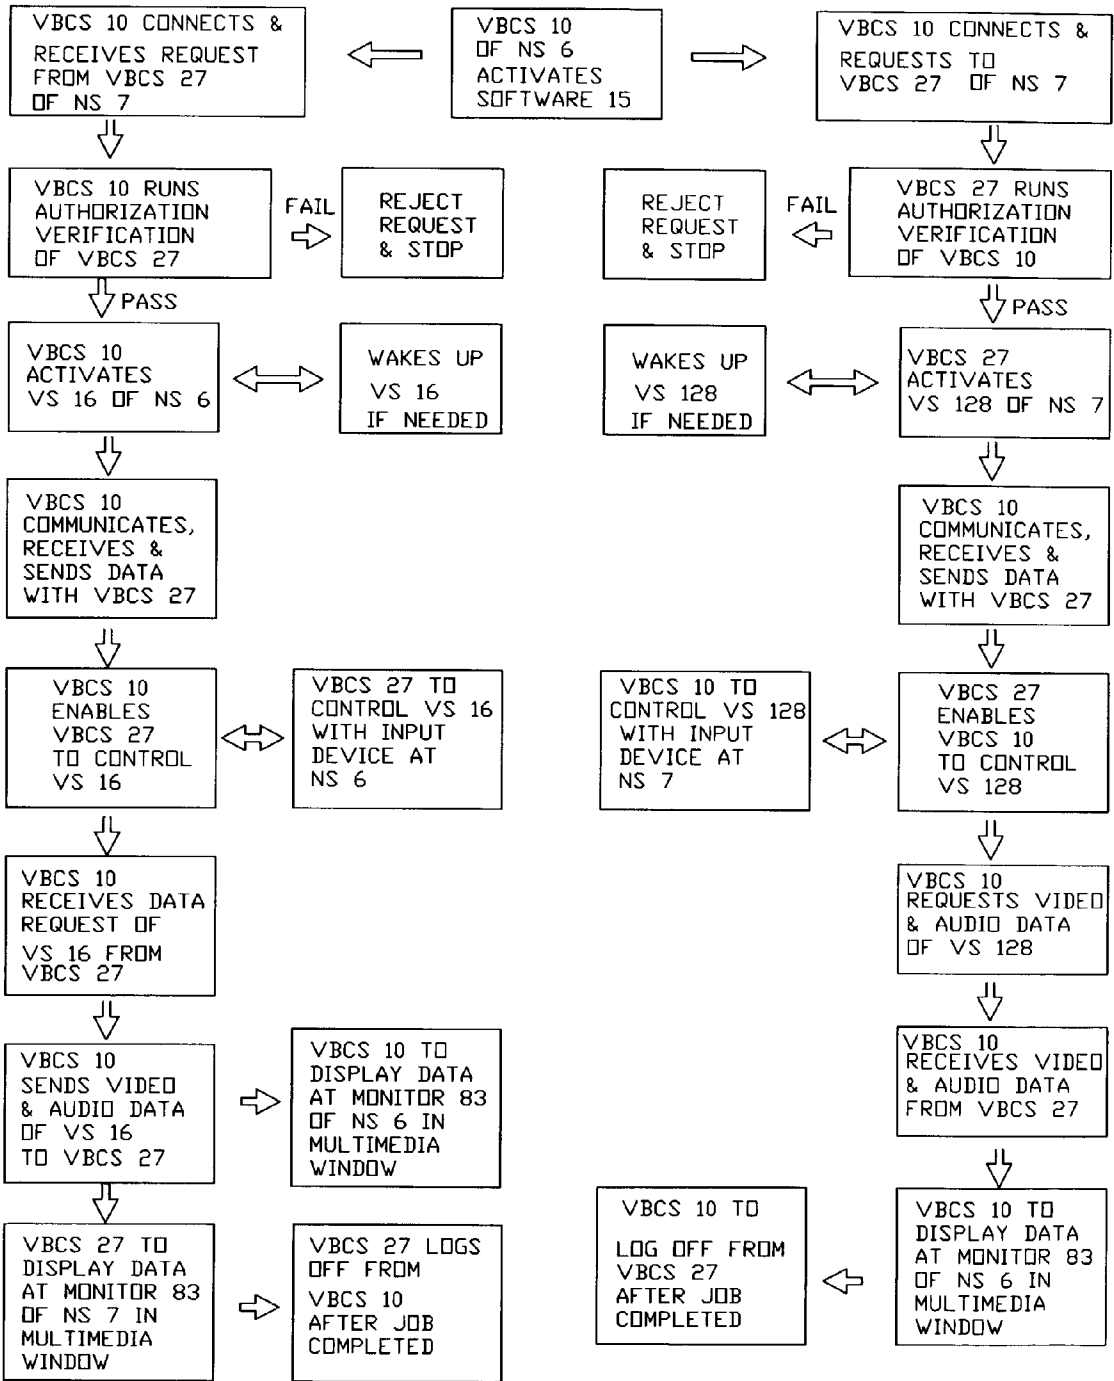 VBCS 10 CONNECTS &
RECEIVES REQUEST
FROM VBCS 27
OF NS 7
VBCS 10
OF NS 6
ACTIVATES
SOFTWARE 15
VBCS 10 CONNECTS &
REQUESTS TO
VBCS 27 OF NS 7
VBCS 10 RUNS
AUTHORIZATION
VERIFICATION
OF VBCS 27
FAIL
REJECT
REQUEST
& STOP
REJECT
REQUEST
& STOP
FAIL
VBCS 27 RUNS
AUTHORIZATION
VERIFICATION
OF VBCS 10
PASS
PASS
VBCS 10
ACTIVATES
VS 16 OF NS 6
WAKES UP
VS 16
IF NEEDED
WAKES UP
VS 128
IF NEEDED
VBCS 27
ACTIVATES
VS 128 OF NS 7
VBCS 10
COMMUNICATES,
RECEIVES &
SENDS DATA
WITH VBCS 27
VBCS 10
COMMUNICATES,
RECEIVES &
SENDS DATA
WITH VBCS 27
VBCS 10
ENABLES
VBCS 27
TO CONTROL
VS 16
VBCS 27 TO
CONTROL VS 16
WITH INPUT
DEVICE AT
NS 6
VBCS 10 TO
CONTROL VS 128
WITH INPUT
DEVICE AT
NS 7
VBCS 27
ENABLES
VBCS 10
TO CONTROL
VS 128
VBCS 10
RECEIVES DATA
REQUEST OF
VS 16 FROM
VBCS 27
VBCS 10
REQUESTS VIDEO
& AUDIO DATA
OF VS 128
VBCS 10
SENDS VIDEO
& AUDIO DATA
OF VS 16
TO VBCS 27
VBCS 10 TO
DISPLAY DATA
AT MONITOR 83
OF NS 6 IN
MULTIMEDIA
WINDOW
VBCS 10
RECEIVES VIDEO
& AUDIO DATA
FROM VBCS 27
VBCS 27 TO
DISPLAY DATA
AT MONITOR 83
OF NS 7 IN
MULTIMEDIA
WINDOW
VBCS 27 LOGS
OFF FROM
VBCS 10
AFTER JOB
COMPLETED
VBCS 10 TO
LOG OFF FROM
VBCS 27
AFTER JOB
COMPLETED
VBCS 10 TO
DISPLAY DATA
AT MONITOR 83
OF NS 6 IN
MULTIMEDIA
WINDOW